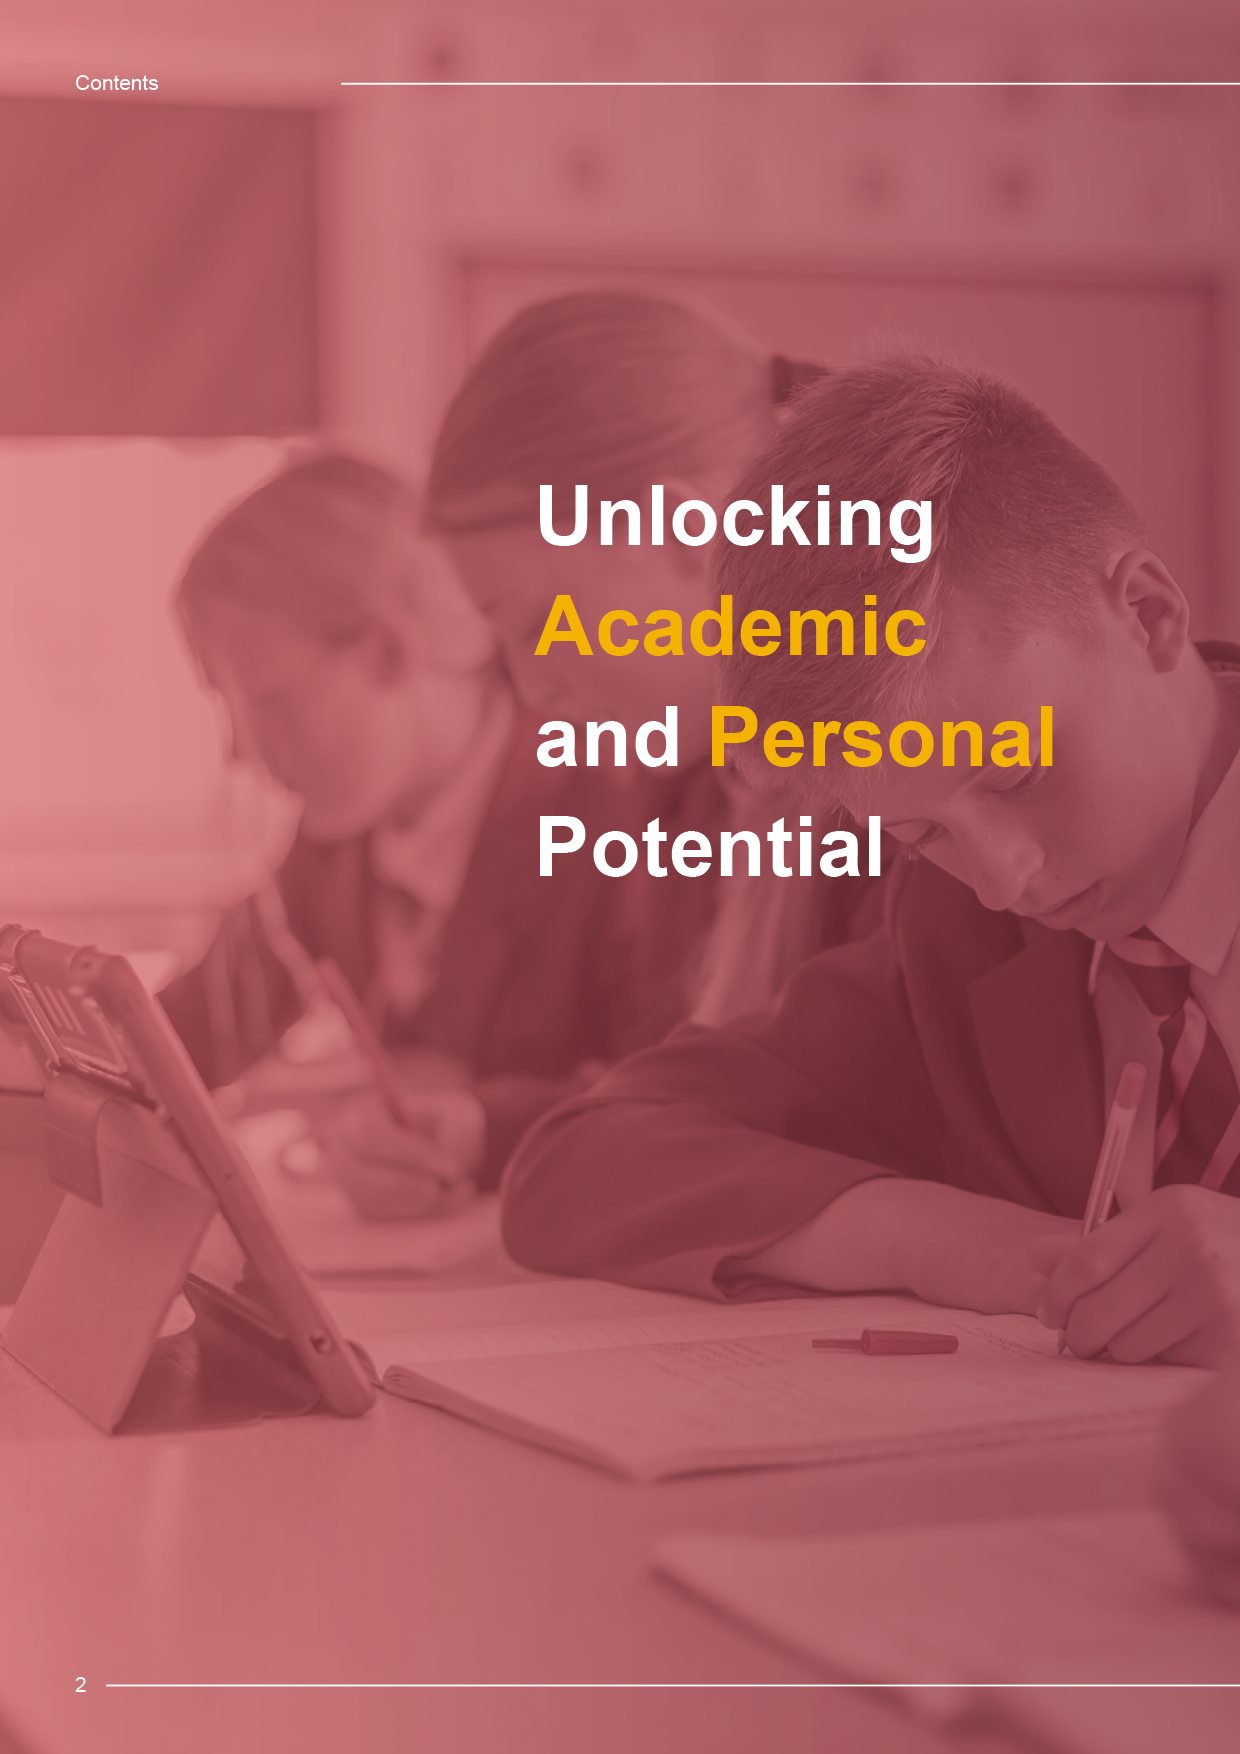 Contents
Unlocking
Academic
and Personal
Potential
2